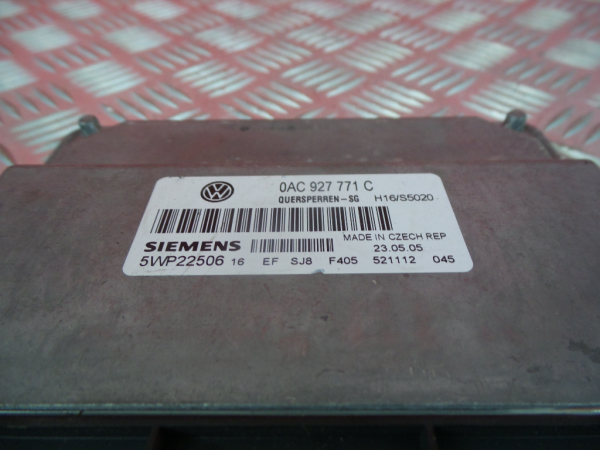 0AC 927 771 C
QUERSPERREN-SG H16/S5020
MADE IN CZECH REP
SIEMENS 23.05.05
5WP22506 16 EF SJ8 F405 521112 045